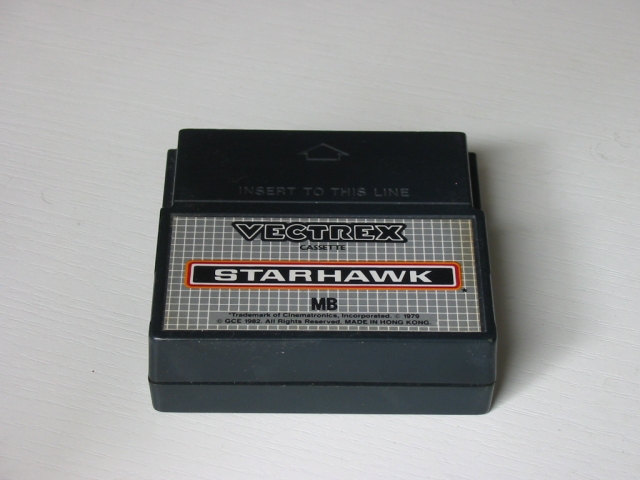 INSERT TO THIS LINE
VECTREX
CASSETTE
STARHAWK
MB
*Trademark of Cinematronics, Incorporated. © 1979
© GCE 1982. All Rights Reserved. MADE IN HONG KONG.